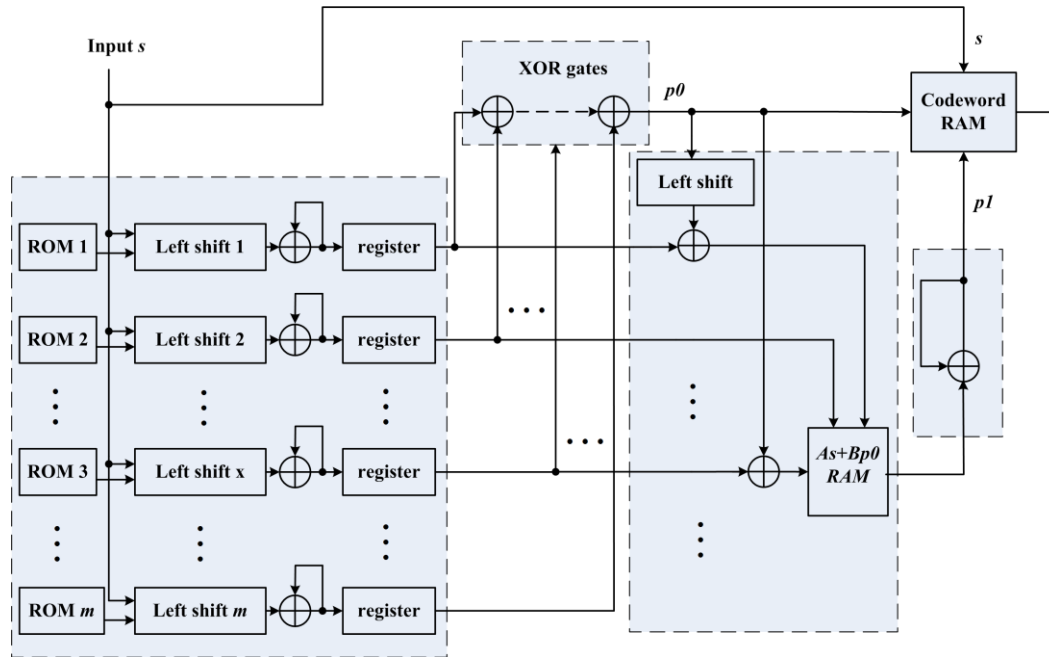 Input s
s
XOR gates
p0
Codeword
RAM
Left shift
p1
ROM 1
Left shift 1
register
ROM 2
Left shift 2
register
ROM 3
Left shift x
register
As+Bp0
RAM
ROM m
Left shift m
register